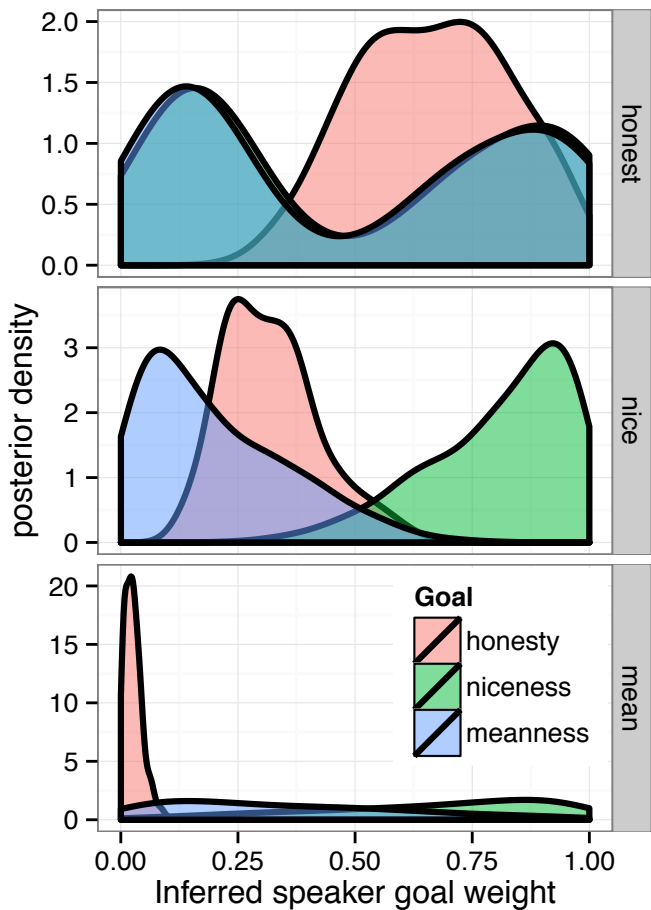 2.0
1.5
1.0
0.5
0.0
honest
3
2
1
0
nice
posterior density
20
15
10
5
0
mean
Goal
honesty
niceness
meanness
0.00 0.25 0.50 0.75 1.00
Inferred speaker goal weight